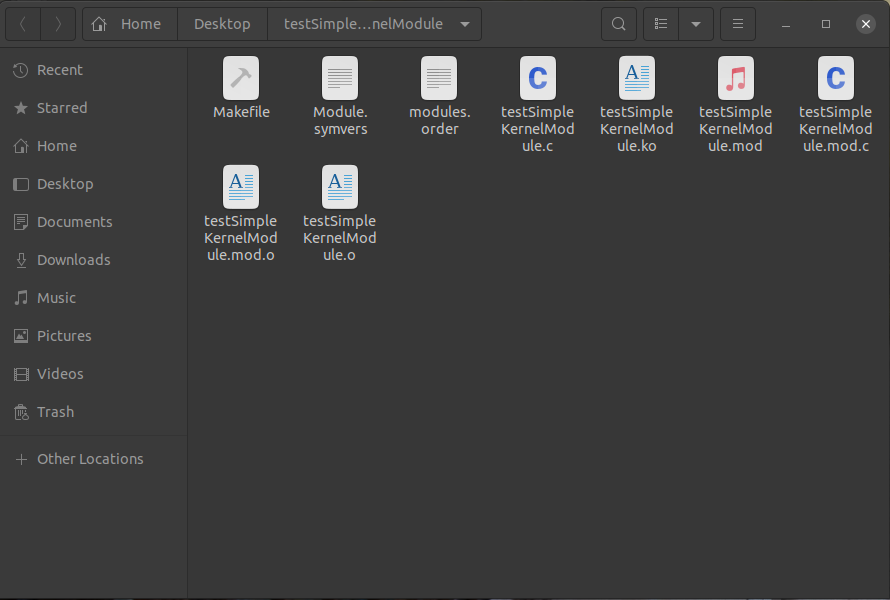 Home
Desktop
testSimple...nelModule
Recent
Starred
Home
Desktop
Documents
Downloads
Music
Pictures
Videos
Trash
Other Locations
Makefile
Module.
symvers
modules.
order
testSimple
KernelMod
ule.c
testSimple
KernelMod
ule.ko
testSimple
KernelMod
ule.mod
testSimple
KernelMod
ule.mod.c
testSimple
KernelMod
ule.mod.o
testSimple
KernelMod
ule.o